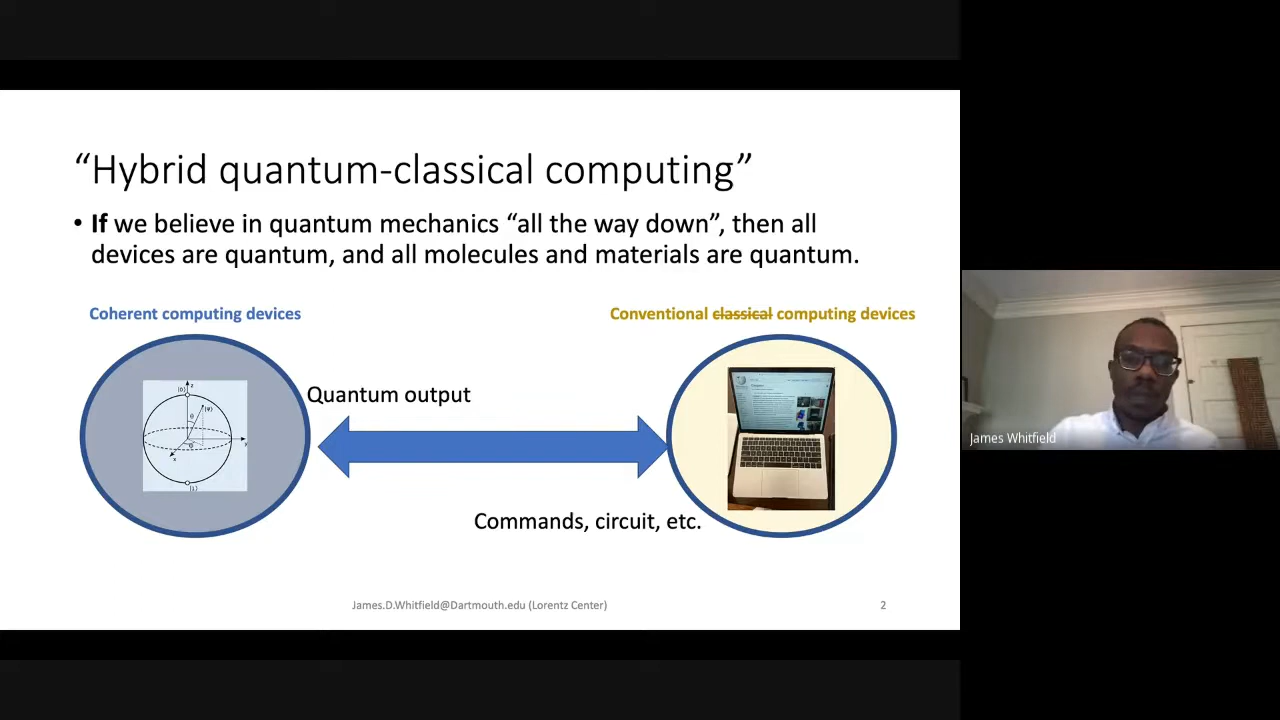 “Hybrid quantum-classical computing”
• If we believe in quantum mechanics “all the way down”, then all
devices are quantum, and all molecules and materials are quantum.
Coherent computing devices
Conventional classical computing devices
Quantum output
|0⟩
z
|ψ⟩
θ
y
x
|1⟩
Commands, circuit, etc.
James.D.Whitfield@Dartmouth.edu (Lorentz Center)
2
James Whitfield